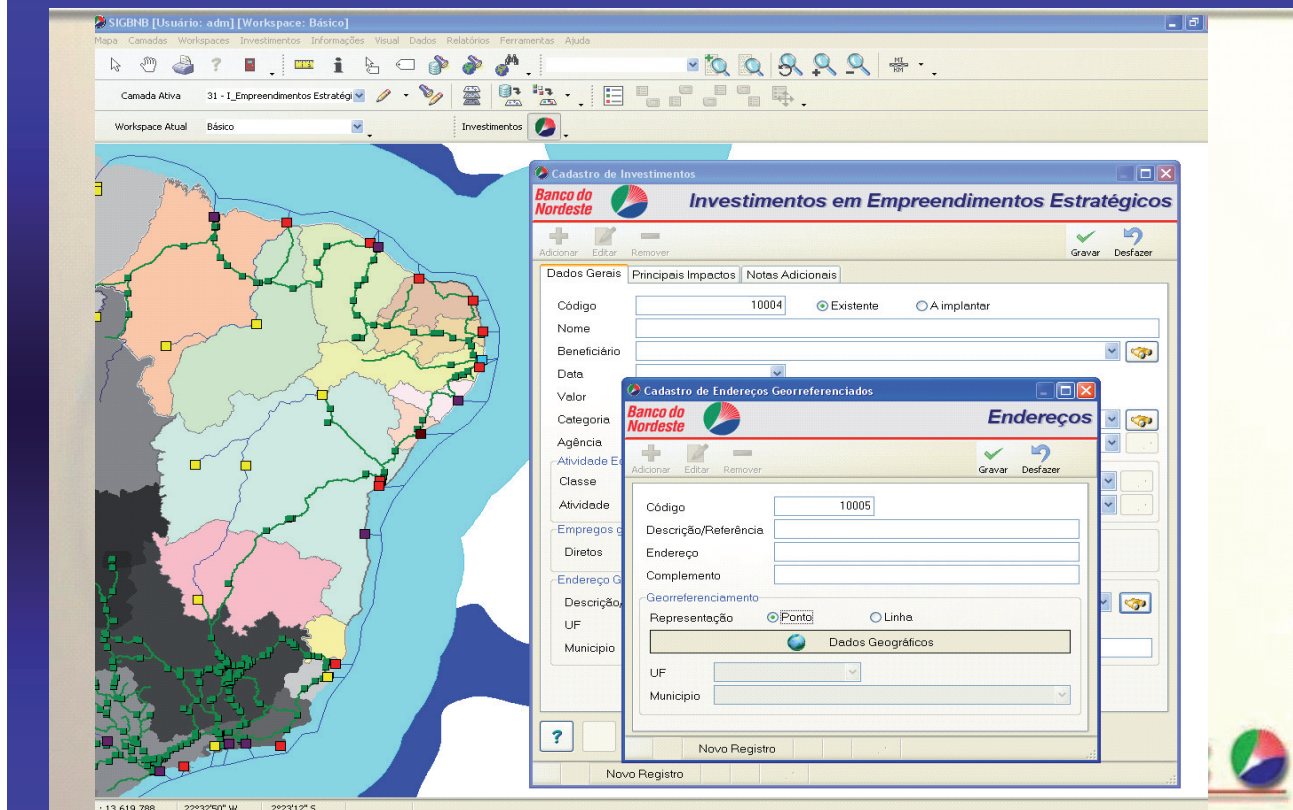 SIGBNB [Usuário: adm] [Workspace: Básico]
Mapa Camadas Workspaces Investimentos Informações Visual Dados Relatórios Ferramentas Ajuda
Camada Ativa 31 - I_Empreendimentos Estratégi
Workspace Atual Básico Investimentos
Cadastro de Investimentos
Banco do
Nordeste
Investimentos em Empreendimentos Estratégicos
Adicionar Editar Remover Gravar Desfazer
Dados Gerais Principais Impactos Notas Adicionais
Código 10004 Existente A implantar
Nome
Beneficiário
Data
Valor
Categoria
Agência
Atividade Ec
Classe
Atividade
Empregos g
Diretos
Endereço G
Descrição/
UF
Municipio
Novo Registro
Cadastro de Endereços Georreferenciados
Banco do
Nordeste
Endereços
Adicionar Editar Remover Gravar Desfazer
Código 10005
Descrição/Referência
Endereço
Complemento
Georreferenciamento
Representação Ponto Linha
Dados Geográficos
UF
Municipio
Novo Registro
: 13.619.788 22°32'50" W 2°23'12" S